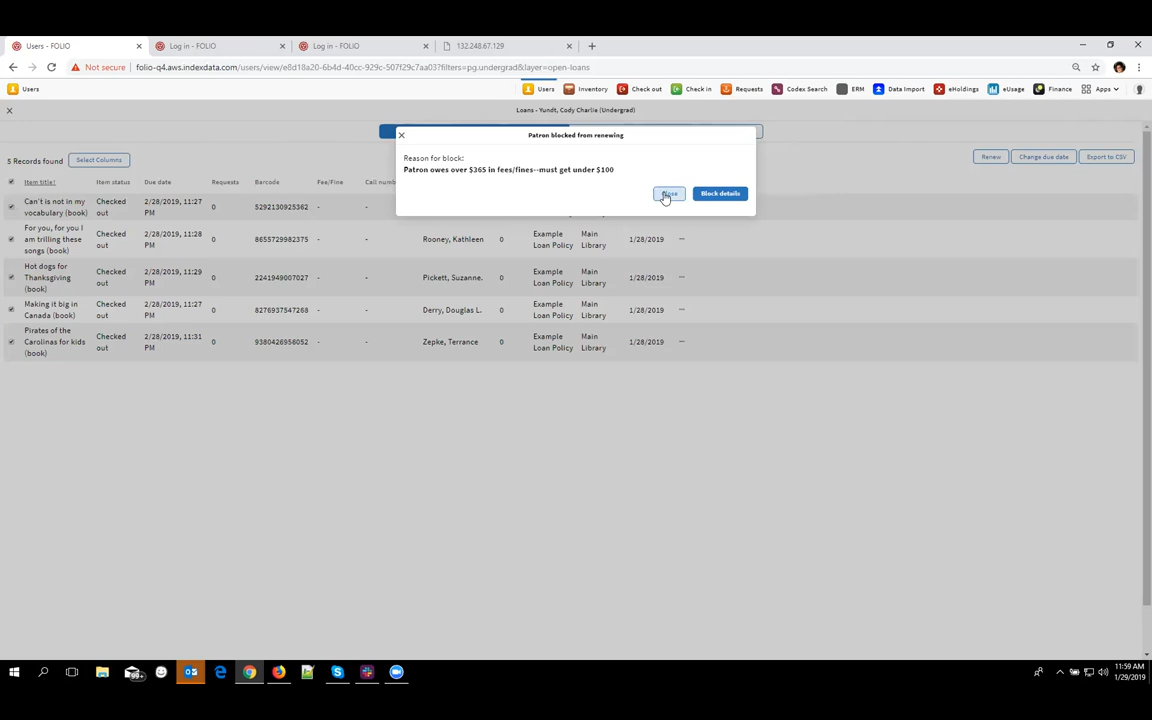 Users - FOLIO
Log in - FOLIO
Log in - FOLIO
132.248.67.129
Not secure folio-q4.aws.indexdata.com/users/view/e8d18a20-6b4d-40cc-929c-507f29c7aa03?filters=pg.undergrad&layer=open-loans
Users
Users Inventory Check out Check in Requests Codex Search ERM Data Import eHoldings eUsage Finance Apps
Loans - Yundt, Cody Charlie (Undergrad)
Patron blocked from renewing
Reason for block:
Patron owes over $365 in fees/fines--must get under $100
Block details
5 Records found Select Columns Renew Change due date Export to CSV
Item title↑ Item status Due date Requests Barcode Fee/Fine Call numb
Can't is not in my Checked 2/28/2019, 11:27 0 5292130925362 -
vocabulary (book) out PM
For you, for you I Checked 2/28/2019, 11:28 0 8655729982375 - Rooney, Kathleen 0 Example Main 1/28/2019 ...
am trilling these out PM Loan Policy Library
songs (book)
Hot dogs for Checked 2/28/2019, 11:29 0 2241949007027 - - Pickett, Suzanne. 0 Example Main 1/28/2019 ...
Thanksgiving out PM Loan Policy Library
(book)
Making it big in Checked 2/28/2019, 11:27 0 8276937547268 - - Derry, Douglas L. 0 Example Main 1/28/2019 ...
Canada (book) out PM Loan Policy Library
Pirates of the Checked 2/28/2019, 11:31 0 9380426956052 - - Zepke, Terrance 0 Example Main 1/28/2019 ...
Carolinas for kids out PM Loan Policy Library
(book)
99+
11:59 AM
1/29/2019